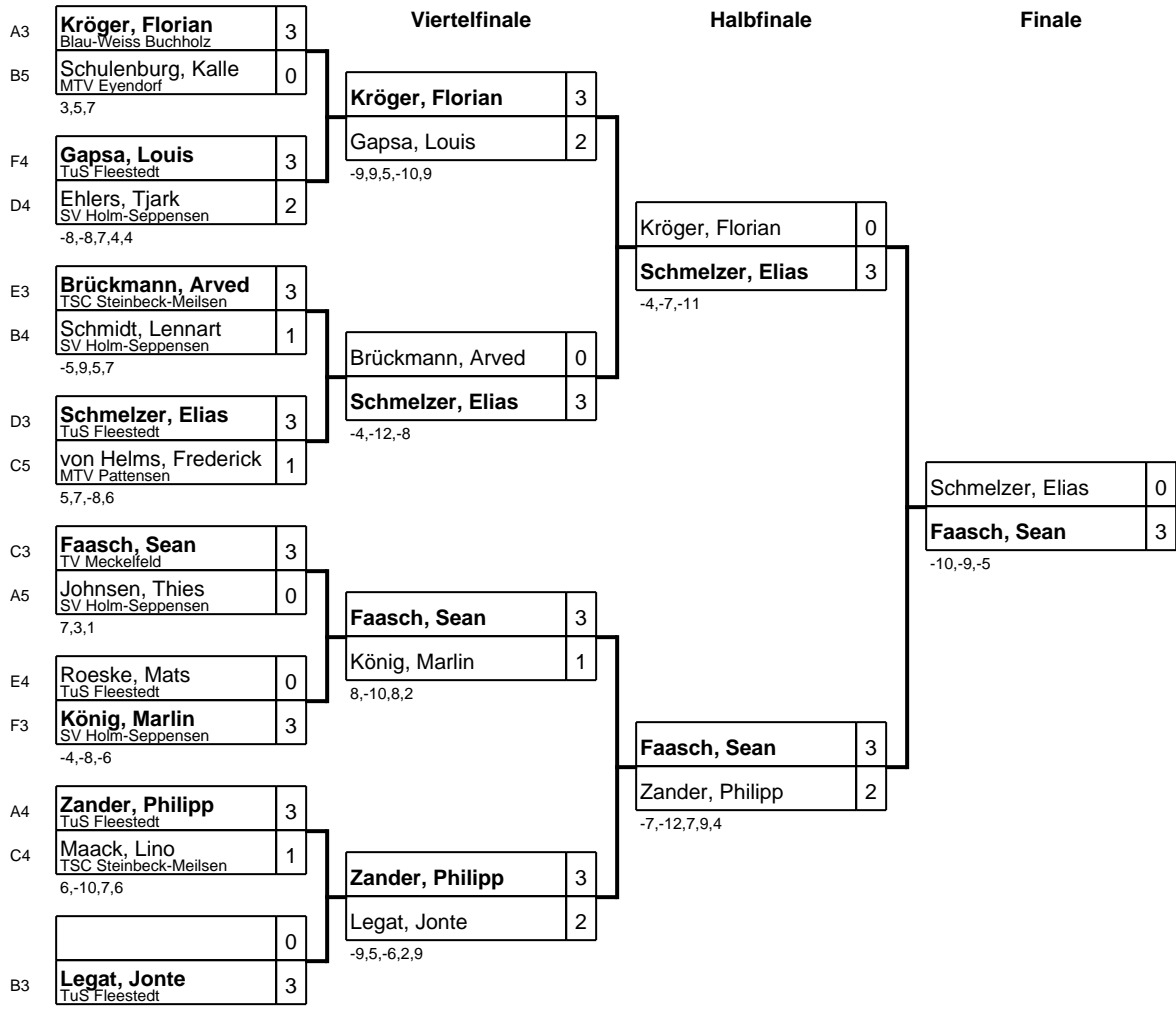 Viertelfinale
Halbfinale
Finale
A3
Kröger, Florian
3
Blau-Weiss Buchholz
B5
Schulenburg, Kalle
0
MTV Eyendorf
3,5,7
F4
Gapsa, Louis
3
TuS Fleestedt
D4
Ehlers, Tjark
2
SV Holm-Seppensen
-8,-8,7,4,4
E3
Brückmann, Arved
3
TSC Steinbeck-Meilsen
B4
Schmidt, Lennart
1
SV Holm-Seppensen
-5,9,5,7
D3
Schmelzer, Elias
3
TuS Fleestedt
C5
von Helms, Frederick
1
MTV Pattensen
5,7,-8,6
C3
Faasch, Sean
3
TV Meckelfeld
A5
Johnsen, Thies
0
SV Holm-Seppensen
7,3,1
E4
Roeske, Mats
0
TuS Fleestedt
F3
König, Marlin
3
SV Holm-Seppensen
-4,-8,-6
A4
Zander, Philipp
3
TuS Fleestedt
C4
Maack, Lino
1
TSC Steinbeck-Meilsen
6,-10,7,6
0
B3
Legat, Jonte
3
TuS Fleestedt
Kröger, Florian
3
Gapsa, Louis
2
-9,9,5,-10,9
Brückmann, Arved
0
Schmelzer, Elias
3
-4,-12,-8
Faasch, Sean
3
König, Marlin
1
8,-10,8,2
Zander, Philipp
3
Legat, Jonte
2
-9,5,-6,2,9
Kröger, Florian
0
Schmelzer, Elias
3
-4,-7,-11
Faasch, Sean
3
Zander, Philipp
2
-7,-12,7,9,4
Schmelzer, Elias
0
Faasch, Sean
3
-10,-9,-5